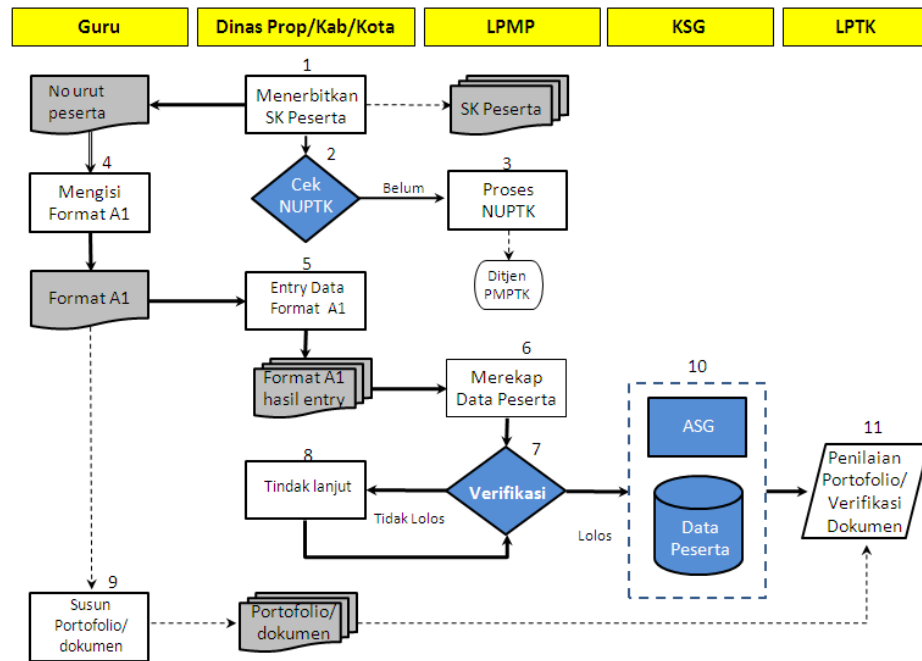 Guru
Dinas Prop/Kab/Kota
LPMP
KSG
LPTK
No urut
peserta
1
Menerbitkan
SK Peserta
SK Peserta
4
Mengisi
Format A1
2
Cek
NUPTK
Belum
3
Proses
NUPTK
Ditjen
PMPTK
Format A1
5
Entry Data
Format A1
Format A1
hasil entry
6
Merekap
Data Peserta
7
Verifikasi
8
Tindak lanjut
Tidak Lolos
Lolos
10
ASG
Data
Peserta
11
Penilaian
Portofolio/
Verifikasi
Dokumen
9
Susun
Portofolio/
dokumen
Portofolio/
dokumen